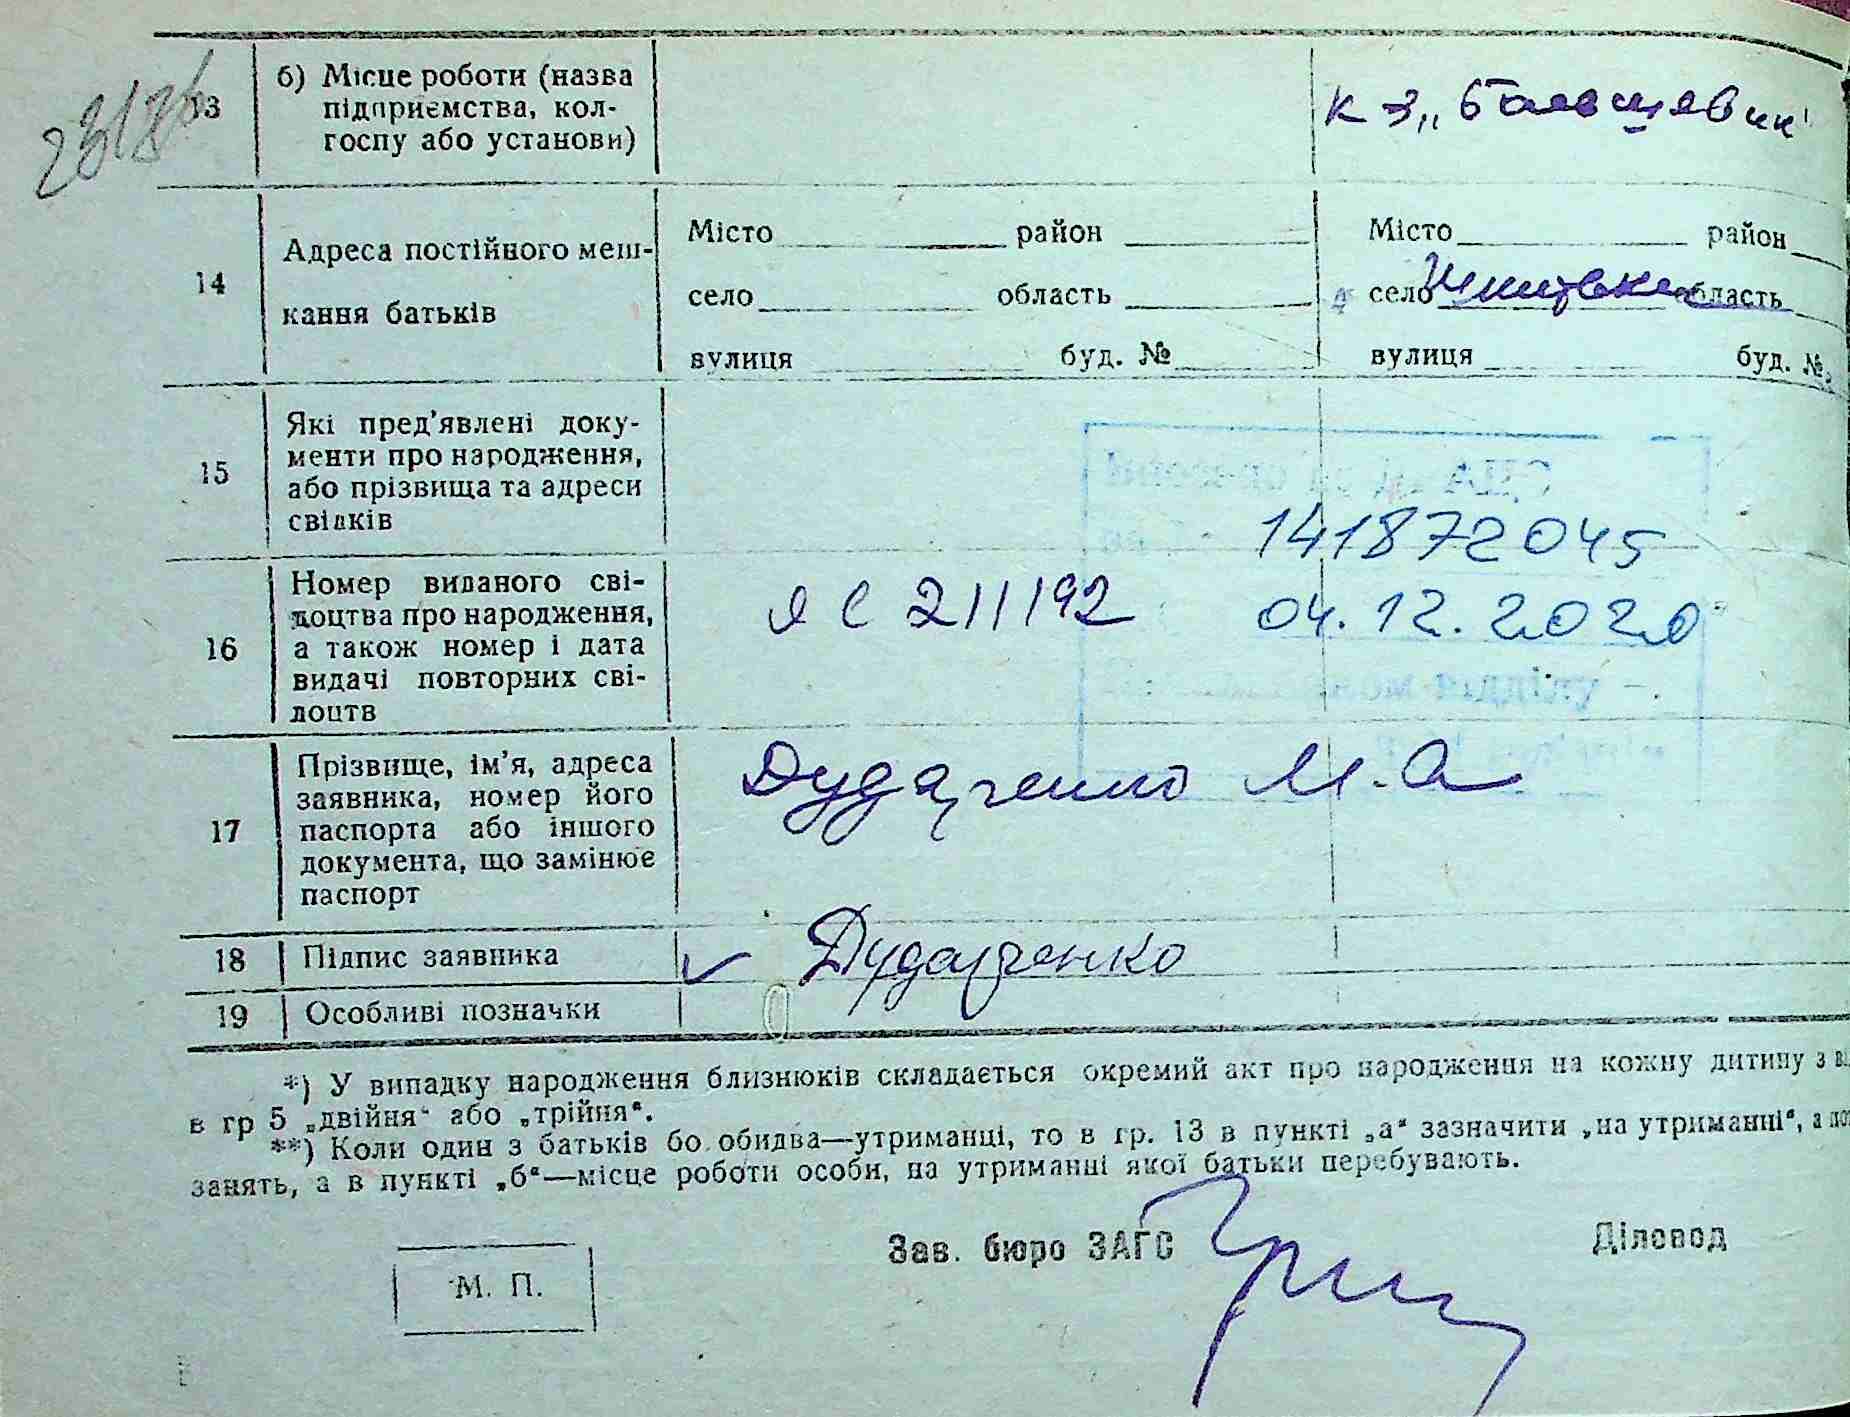 13 б) Місце роботи (назва
підприємства, кол-
госпу або установи)
к-з „Большевик"
14 Адреса постійного меш-
кання батьків
Місто район
село область
вулиця буд. №
Місто район
село область
вулиця буд. №
15 Які пред'явлені доку-
менти про народження,
або прізвища та адреси
свідків
141872045
16 Номер виданого сві-
доцтва про народження,
а також номер і дата
видачі повторних сві-
доцтв
ЯС 211192
04.12.2020
відділу
17 Прізвище, ім'я, адреса
заявника, номер його
паспорта або іншого
документа, що замінює
паспорт
Дударченко М. А
18 Підпис заявника
Дударченко
19 Особливі позначки
*) У випадку народження близнюків складається окремий акт про народження на кожну дитину з
в гр 5 „двійня“ або „трійня“.
**) Коли один з батьків бо обидва—утриманці, то в гр. 13 в пункті „а“ зазначити „на утриманні“, а
занять, а в пункті „б“—місце роботи особи, на утриманні якої батьки перебувають.
Зав. бюро ЗАГС
Діловод
М. П.